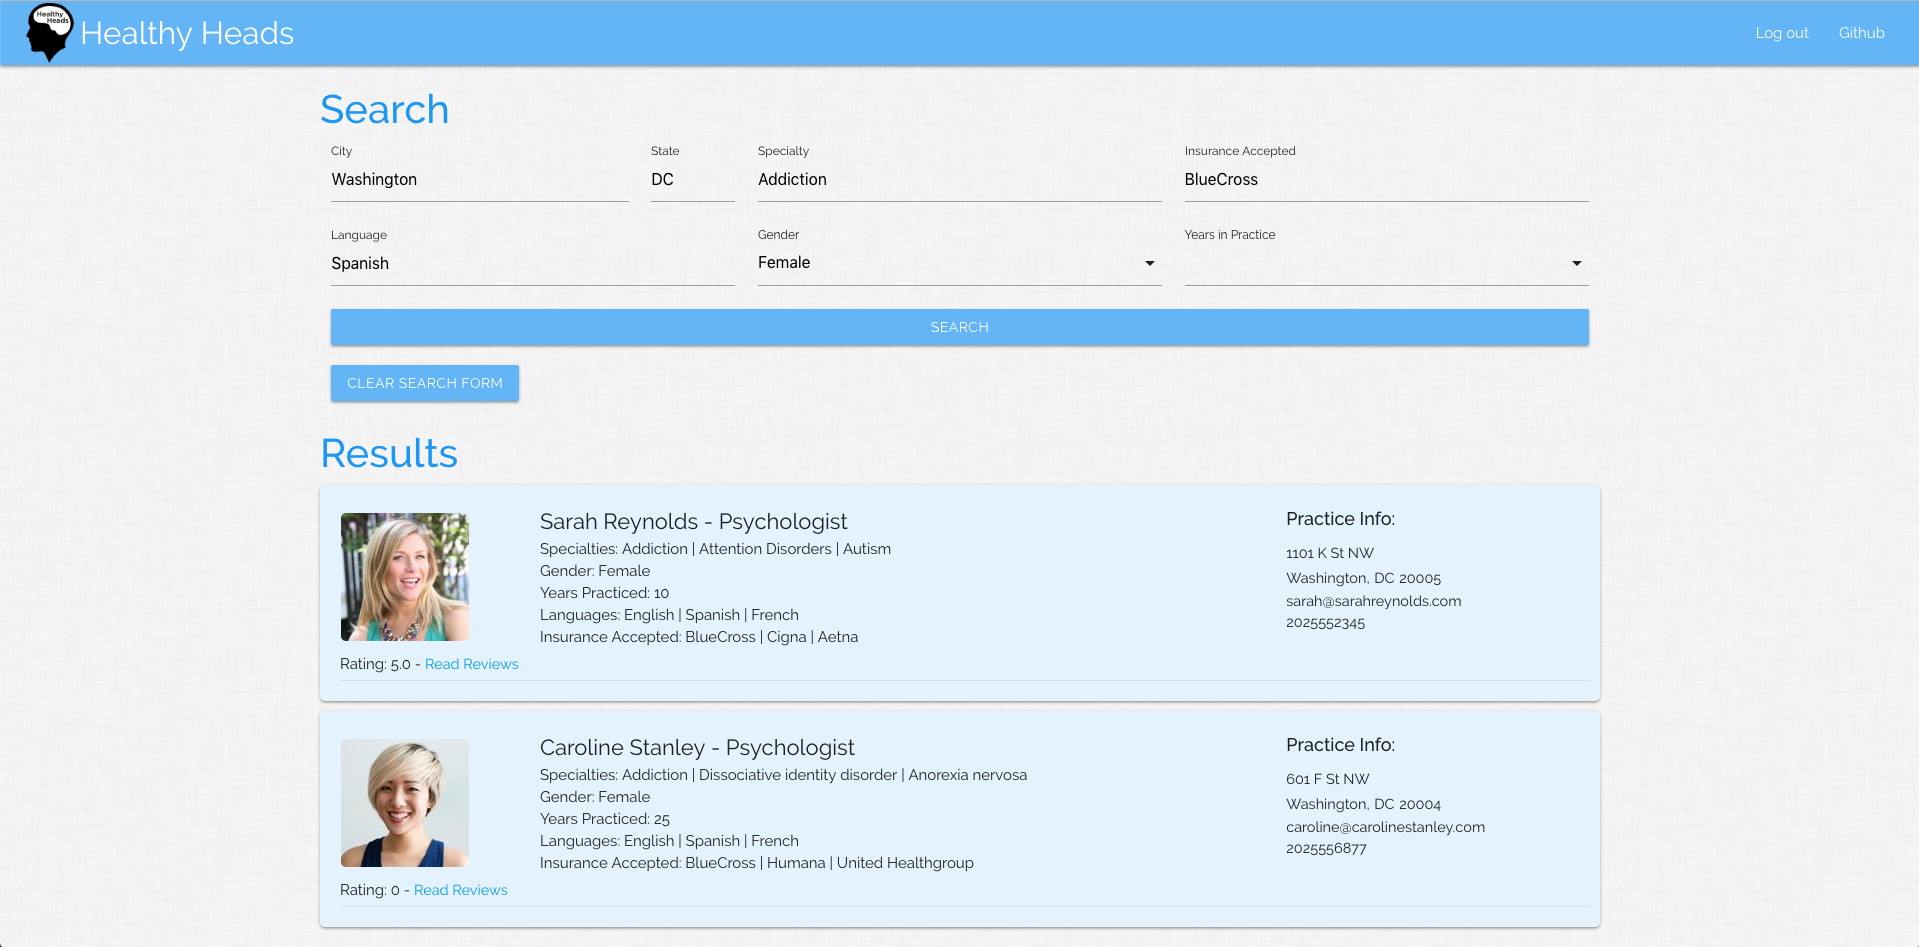 Healthy
Heads
Healthy Heads
Log out
Github
Search
City
State
Specialty
Insurance Accepted
Washington
DC
Addiction
BlueCross
Language
Gender
Years in Practice
Spanish
Female
SEARCH
CLEAR SEARCH FORM
Results
Sarah Reynolds - Psychologist
Specialties: Addiction | Attention Disorders | Autism
Gender: Female
Years Practiced: 10
Languages: English | Spanish | French
Insurance Accepted: BlueCross | Cigna | Aetna
Rating: 5.0 - Read Reviews
Practice Info:
1101 K St NW
Washington, DC 20005
sarah@sarahreynolds.com
2025552345
Caroline Stanley - Psychologist
Specialties: Addiction | Dissociative identity disorder | Anorexia nervosa
Gender: Female
Years Practiced: 25
Languages: English | Spanish | French
Insurance Accepted: BlueCross | Humana | United Healthgroup
Rating: 0 - Read Reviews
Practice Info:
601 F St NW
Washington, DC 20004
caroline@carolinestanley.com
2025556877